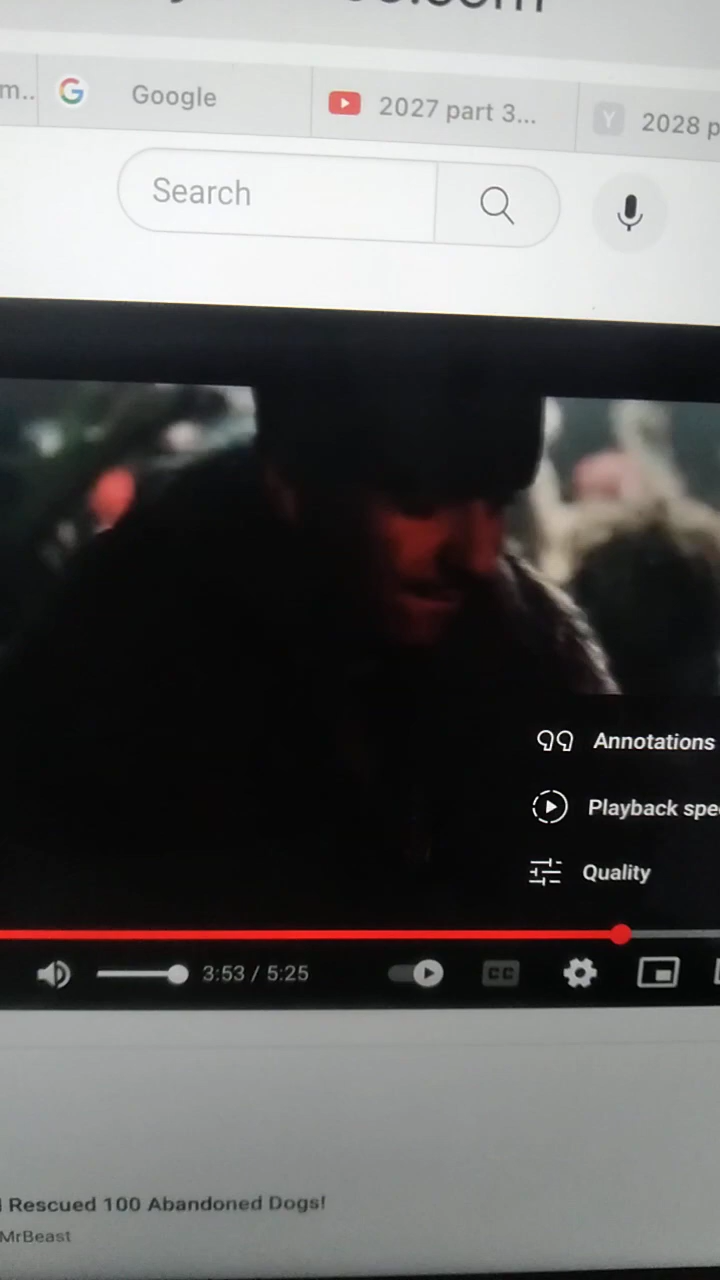 m.. Google 2027 part 3... Y 2028 p
Search
Annotations
Playback spe
Quality
3:53 / 5:25 CC
I Rescued 100 Abandoned Dogs!
MrBeast